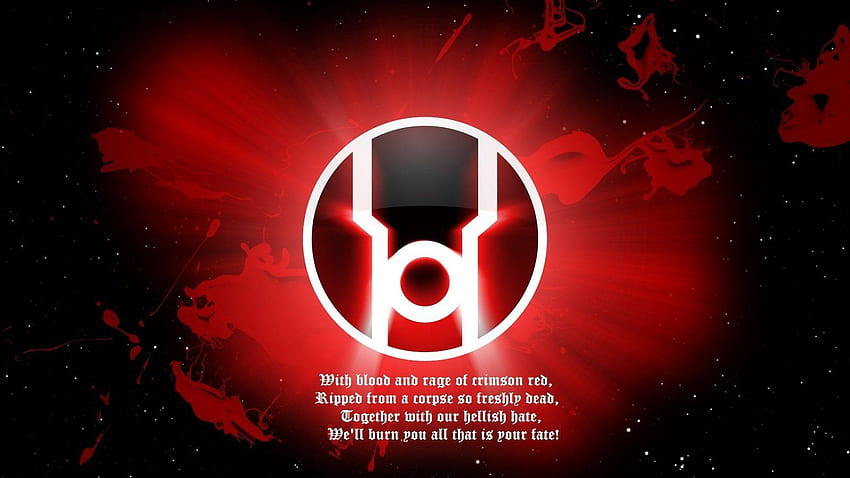 With blood and rage of crimson red,
Ripped from a corpse so freshly dead,
Together with our hellish hate,
We'll burn you all that is your fate!